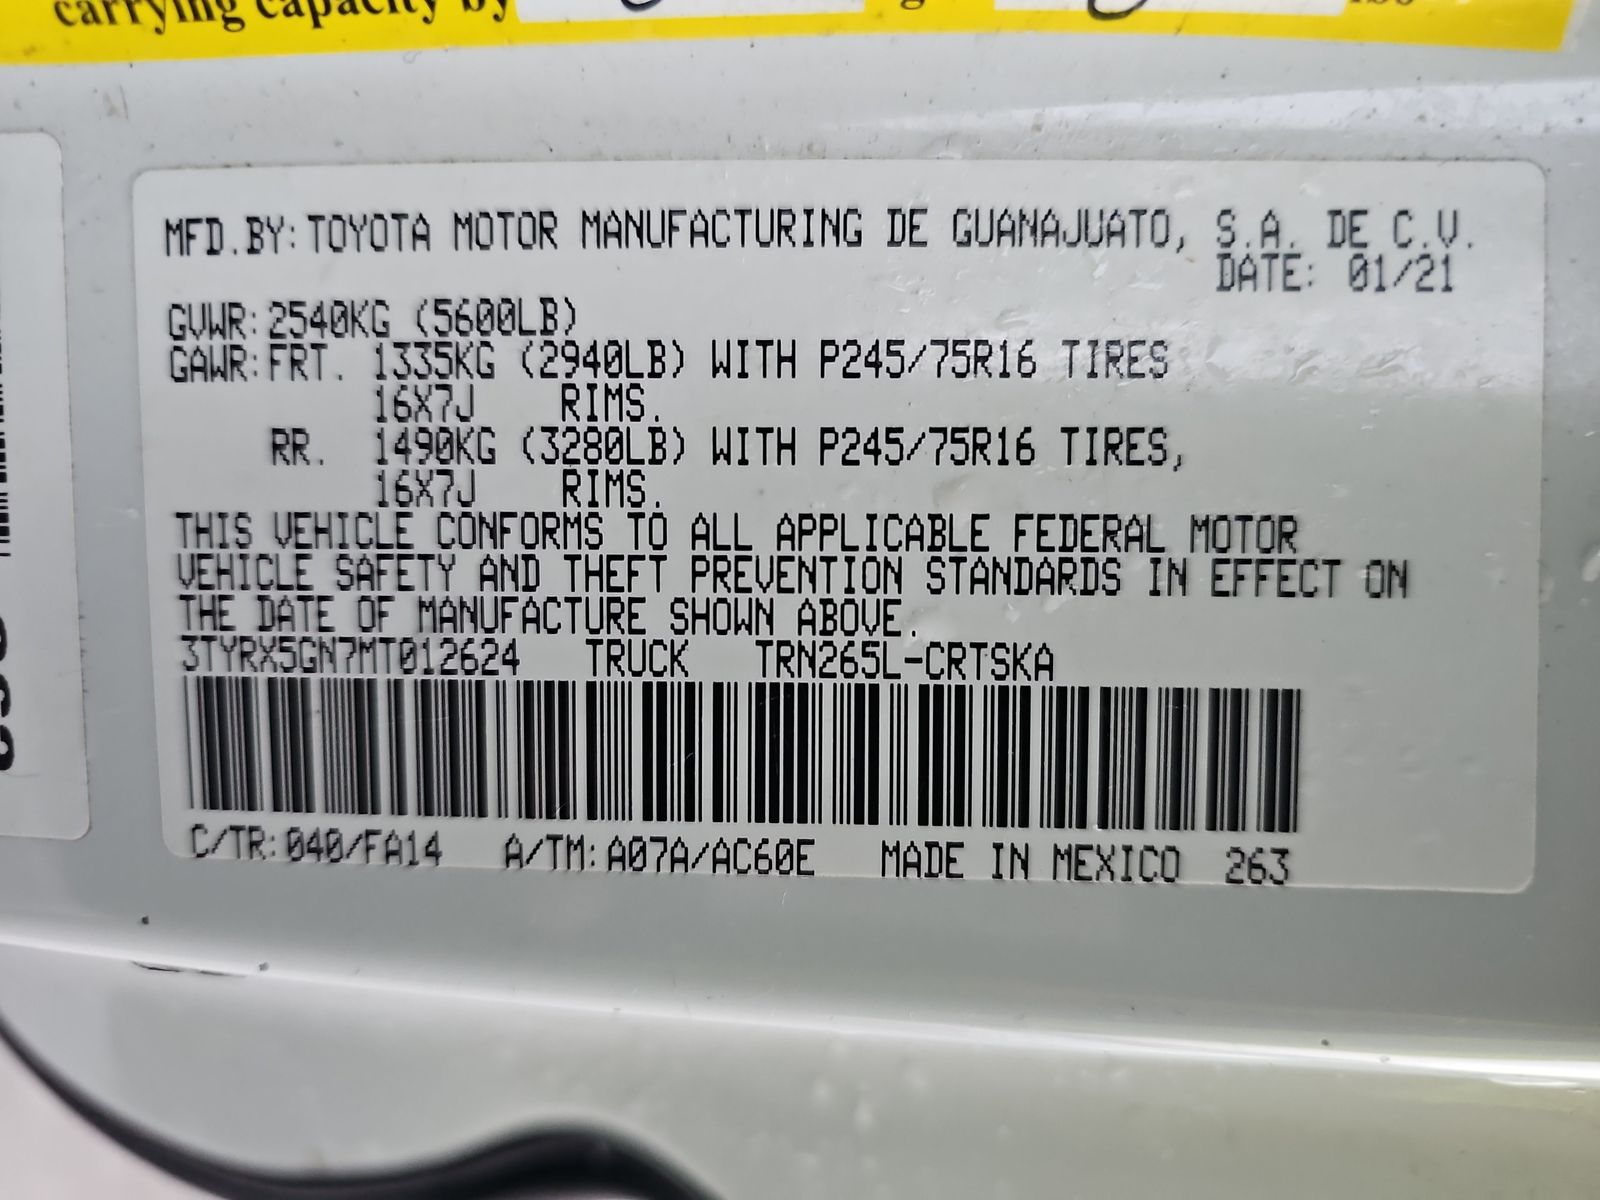 carrying capacity by
MFD.BY: TOYOTA MOTOR MANUFACTURING DE GUANAJUATO, S.A. DE C.V.
DATE: 01/21
GVWR: 2540KG (5600LB)
GAWR: FRT. 1335KG (2940LB) WITH P245/75R16 TIRES
16X7J RIMS.
RR. 1490KG (3280LB) WITH P245/75R16 TIRES,
16X7J RIMS.
THIS VEHICLE CONFORMS TO ALL APPLICABLE FEDERAL MOTOR
VEHICLE SAFETY AND THEFT PREVENTION STANDARDS IN EFFECT ON
THE DATE OF MANUFACTURE SHOWN ABOVE.
3TYRX5GN7MT012624 TRUCK TRN265L-CRTSKA
C/TR: 040/FA14 A/TM: A07A/AC60E MADE IN MEXICO 263